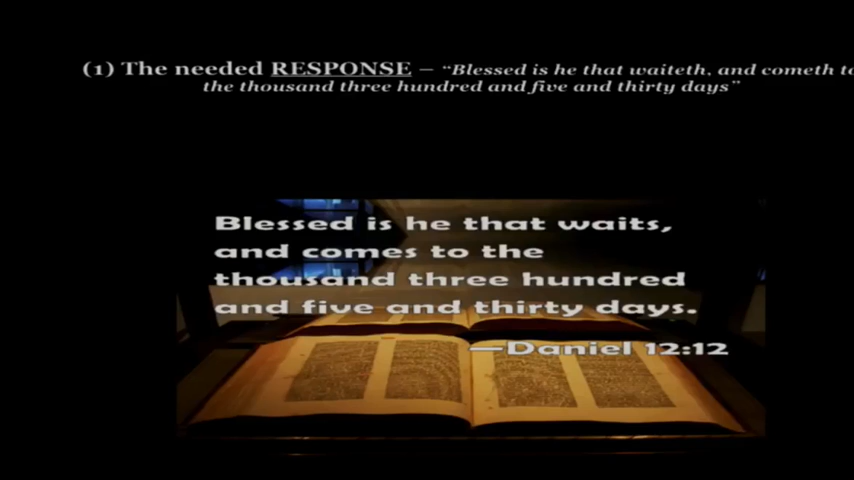 (1) The needed RESPONSE – “Blessed is he that waiteth, and cometh to
the thousand three hundred and five and thirty days”
Blessed is he that waits,
and comes to the
thousand three hundred
and five and thirty days.
—Daniel 12:12